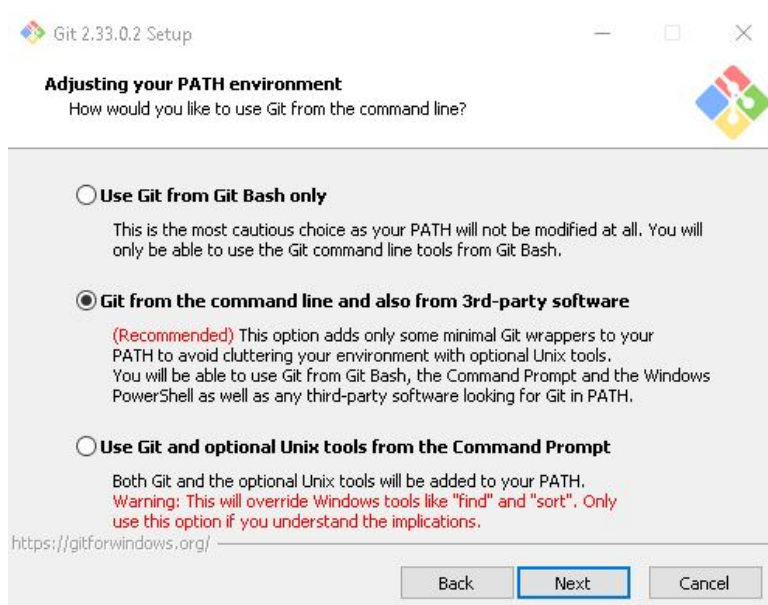 Git 2.33.0.2 Setup
Adjusting your PATH environment
How would you like to use Git from the command line?
Use Git from Git Bash only
This is the most cautious choice as your PATH will not be modified at all. You will
only be able to use the Git command line tools from Git Bash.
Git from the command line and also from 3rd-party software
(Recommended) This option adds only some minimal Git wrappers to your
PATH to avoid cluttering your environment with optional Unix tools.
You will be able to use Git from Git Bash, the Command Prompt and the Windows
PowerShell as well as any third-party software looking for Git in PATH.
Use Git and optional Unix tools from the Command Prompt
Both Git and the optional Unix tools will be added to your PATH.
Warning: This will override Windows tools like "find" and "sort". Only
use this option if you understand the implications.
https://gitforwindows.org/
Back Next Cancel